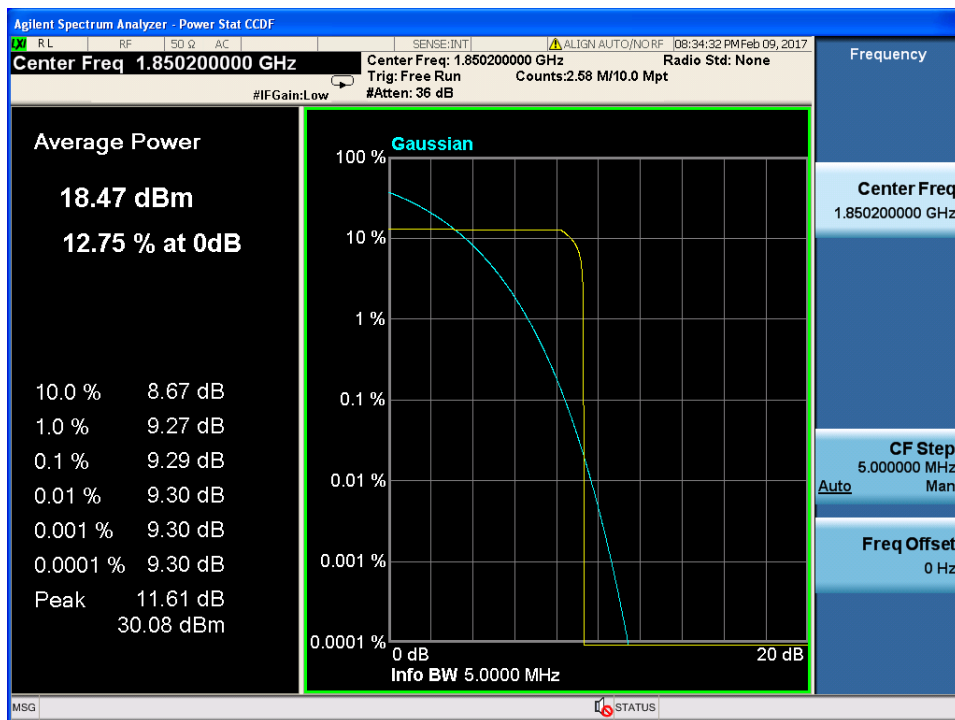 Agilent Spectrum Analyzer - Power Stat CCDF
LXI RL RF 50 Ω AC SENSE:INT ALIGN AUTO/NO RF 08:34:32 PM Feb 09, 2017
Center Freq 1.850200000 GHz
#IFGain:Low
Center Freq: 1.850200000 GHz Radio Std: None
Trig: Free Run Counts:2.58 M/10.0 Mpt
#Atten: 36 dB
Average Power
18.47 dBm
12.75 % at 0dB
10.0 % 8.67 dB
1.0 % 9.27 dB
0.1 % 9.29 dB
0.01 % 9.30 dB
0.001 % 9.30 dB
0.0001 % 9.30 dB
Peak 11.61 dB
30.08 dBm
Gaussian
100 %
10 %
1 %
0.1 %
0.01 %
0.001 %
0.0001 %
0 dB 20 dB
Info BW 5.0000 MHz
Frequency
Center Freq
1.850200000 GHz
CF Step
5.000000 MHz
Auto Man
Freq Offset
0 Hz
MSG STATUS